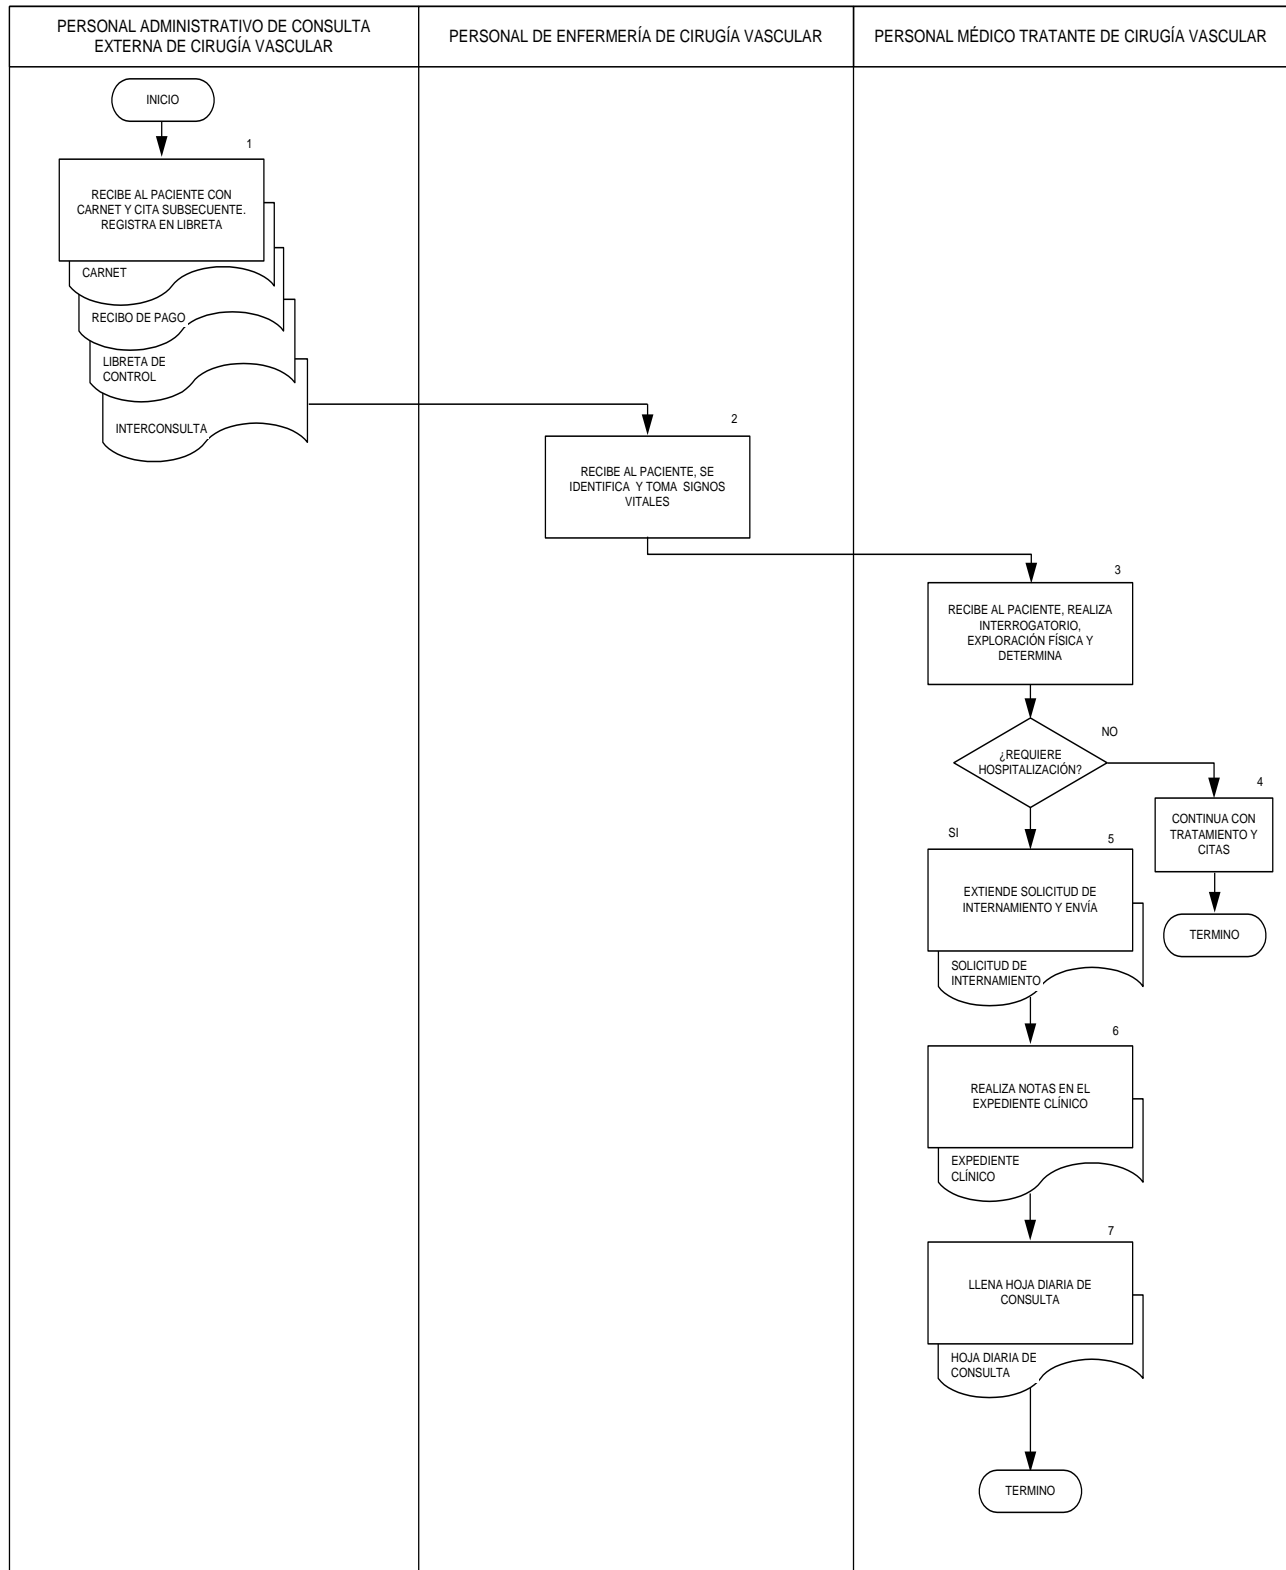 PERSONAL ADMINISTRATIVO DE CONSULTA
EXTERNA DE CIRUGÍA VASCULAR
PERSONAL DE ENFERMERÍA DE CIRUGÍA VASCULAR
PERSONAL MÉDICO TRATANTE DE CIRUGÍA VASCULAR
INICIO
1
RECIBE AL PACIENTE CON
CARNET Y CITA SUBSECUENTE.
REGISTRA EN LIBRETA
CARNET
RECIBO DE PAGO
LIBRETA DE
CONTROL
INTERCONSULTA
2
RECIBE AL PACIENTE, SE
IDENTIFICA Y TOMA SIGNOS
VITALES
3
RECIBE AL PACIENTE, REALIZA
INTERROGATORIO,
EXPLORACIÓN FÍSICA Y
DETERMINA
¿REQUIERE
HOSPITALIZACIÓN?
NO
4
CONTINUA CON
TRATAMIENTO Y
CITAS
TERMINO
SI
5
EXTIENDE SOLICITUD DE
INTERNAMIENTO Y ENVÍA
SOLICITUD DE
INTERNAMIENTO
6
REALIZA NOTAS EN EL
EXPEDIENTE CLÍNICO
EXPEDIENTE
CLÍNICO
7
LLENA HOJA DIARIA DE
CONSULTA
HOJA DIARIA DE
CONSULTA
TERMINO